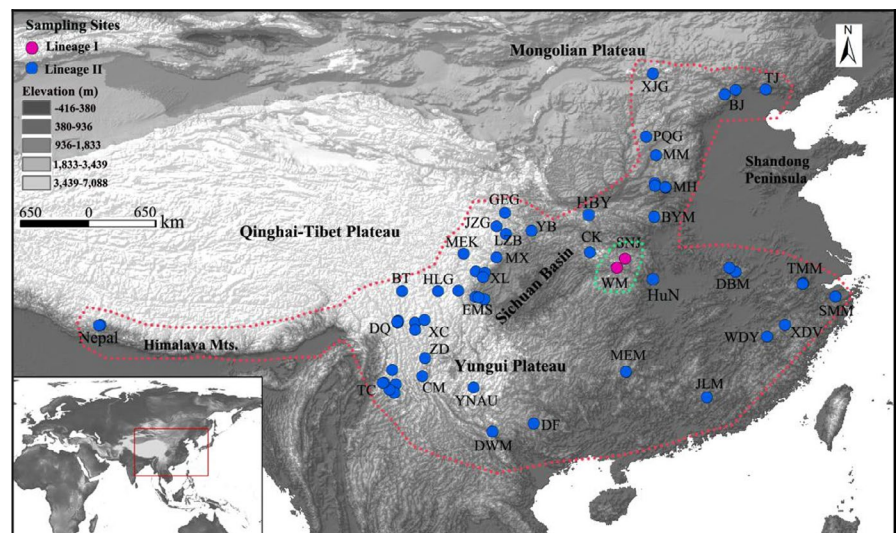 Sampling Sites
Lineage I
Lineage II
Elevation (m)
-416-380
380-936
936-1,833
1,833-3,439
3,439-7,088
650 0 650
km
N
Mongolian Plateau
XJG
BJ
TJ
PQG
MM
Shandong
Peninsula
MH
GEG
HBY
BYM
JZG
LZB
YB
Qinghai-Tibet Plateau
MEK
MX
CK
SNJ
XL
WM
TMM
BT
HLG
Sichuan Basin
HuN
DBM
EMS
SMM
Nepal
DQ
XC
XDV
Himalaya Mts.
WDY
ZD
Yungui Plateau
MEM
TC
CM
YNAU
JLM
DWM
DF